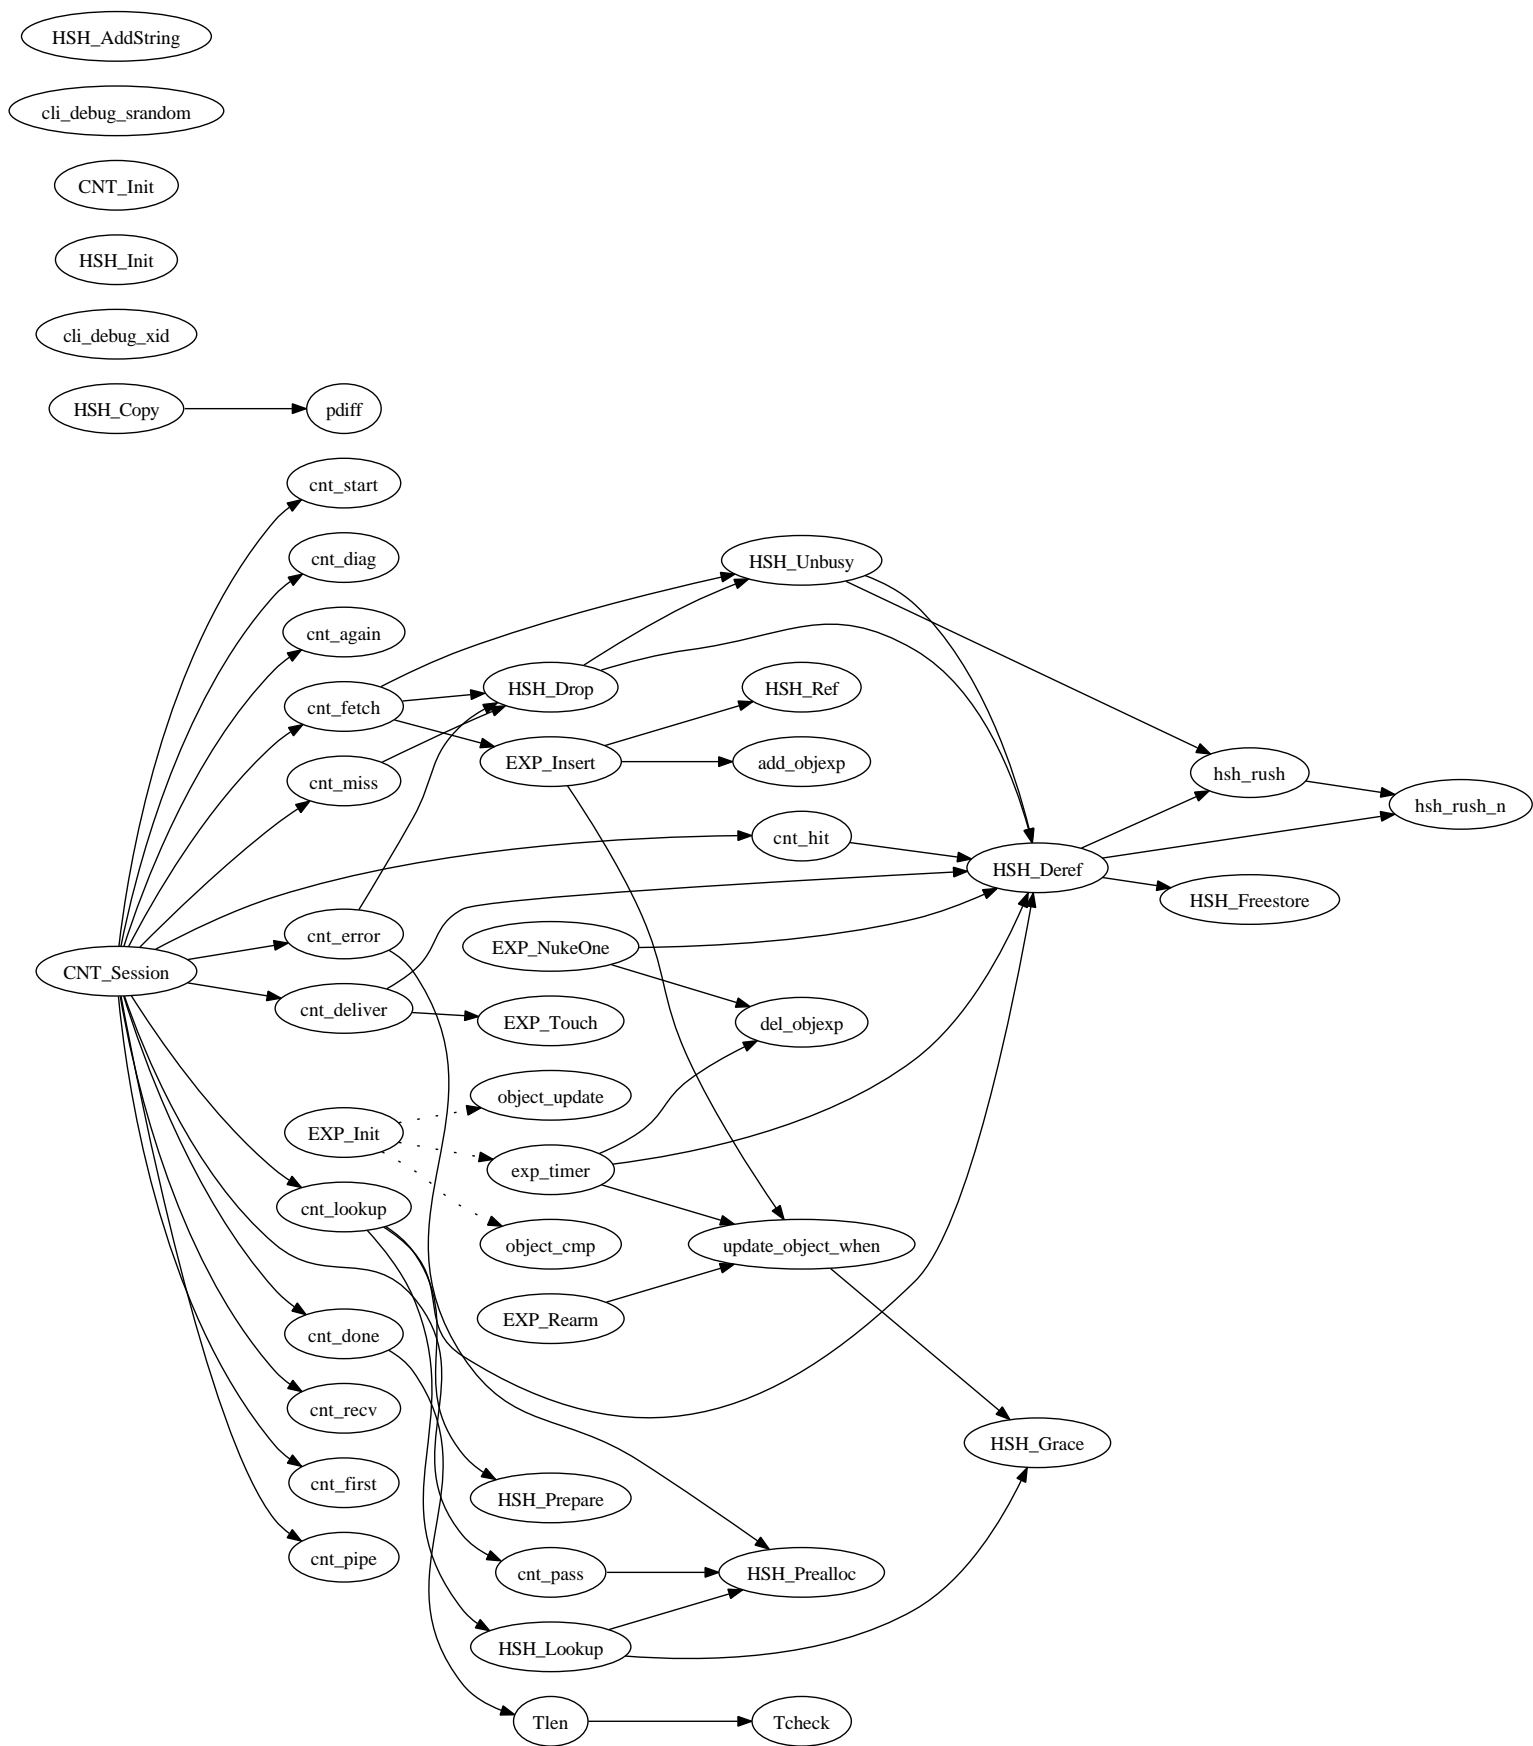 HSH_AddString
cli_debug_srandom
CNT_Init
HSH_Init
cli_debug_xid
HSH_Copy
pdiff
cnt_start
cnt_diag
HSH_Unbusy
cnt_again
cnt_fetch
HSH_Drop
HSH_Ref
EXP_Insert
add_objexp
cnt_miss
hsh_rush
hsh_rush_n
cnt_hit
HSH_Deref
HSH_Freestore
cnt_error
EXP_NukeOne
CNT_Session
cnt_deliver
EXP_Touch
del_objexp
object_update
EXP_Init
exp_timer
cnt_lookup
object_cmp
update_object_when
EXP_Rearm
cnt_done
cnt_recv
HSH_Grace
cnt_first
HSH_Prepare
cnt_pipe
cnt_pass
HSH_Prealloc
HSH_Lookup
Tlen
Tcheck